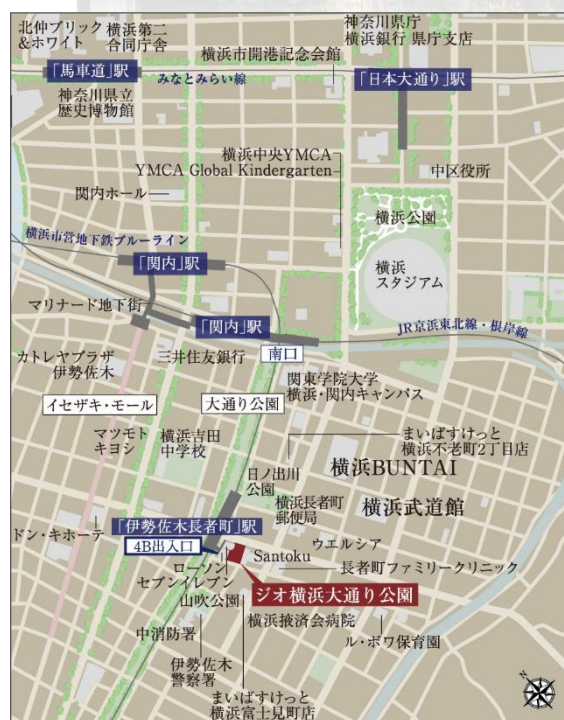 北仲ブリック
&ホワイト
横浜第二
合同庁舎
神奈川県庁
横浜銀行 県庁支店
横浜市開港記念会館
「馬車道」駅
みなとみらい線
「日本大通り」駅
神奈川県立
歴史博物館
横浜中央YMCA
YMCA Global Kindergarten
中区役所
関内ホール
横浜公園
横浜市営地下鉄ブルーライン
「関内」駅
横浜
スタジアム
マリナード地下街
「関内」駅
JR京浜東北線・根岸線
南口
カトレヤプラザ
伊勢佐木
三井住友銀行
関東学院大学
横浜・関内キャンパス
イセザキ・モール
大通り公園
マツモト
キヨシ
横浜吉田
中学校
まいばすけっと
横浜不老町2丁目店
日ノ出川
公園
横浜BUNTAI
横浜長者町
郵便局
横浜武道館
ドン・キホーテ
「伊勢佐木長者町」駅
4B出入口
ウエルシア
Santoku
ローソン
セブンイレブン
長者町ファミリークリニック
山吹公園
ジオ横浜大通り公園
中消防署
横浜掖済会病院
ル・ボワ保育園
伊勢佐木
警察署
まいばすけっと
横浜富士見町店
N